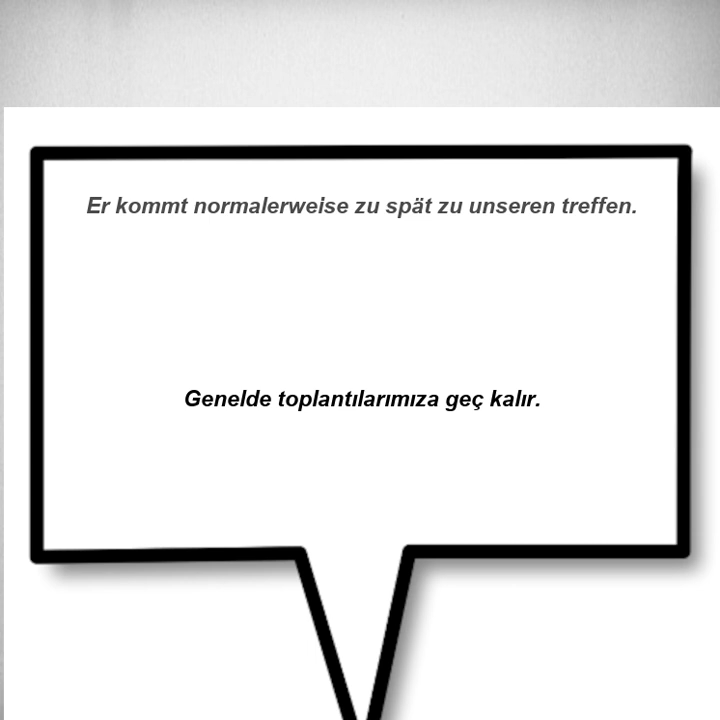 Er kommt normalerweise zu spät zu unseren treffen.
Genelde toplantılarımıza geç kalır.